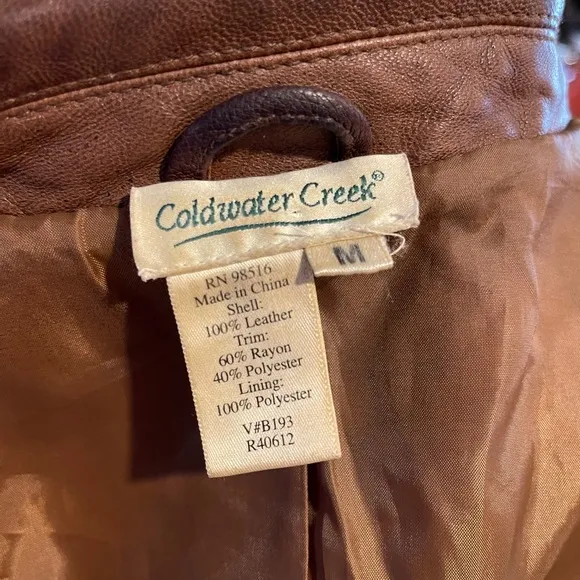 Coldwater Creek®
M
RN 98516
Made in China
Shell:
100% Leather
Trim:
60% Rayon
40% Polyester
Lining:
100% Polyester
V#B193
R40612